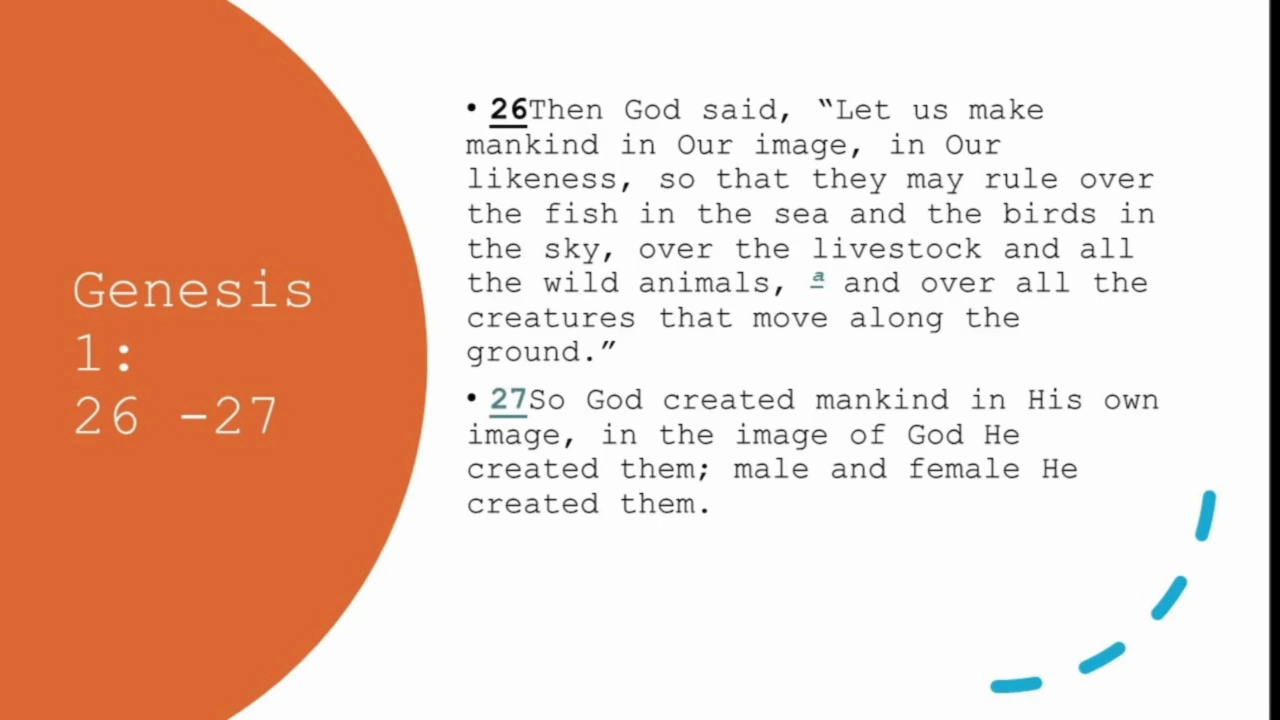 Genesis
1:
26 -27
• 26Then God said, “Let us make
mankind in Our image, in Our
likeness, so that they may rule over
the fish in the sea and the birds in
the sky, over the livestock and all
the wild animals, a and over all the
creatures that move along the
ground.”
• 27So God created mankind in His own
image, in the image of God He
created them; male and female He
created them.